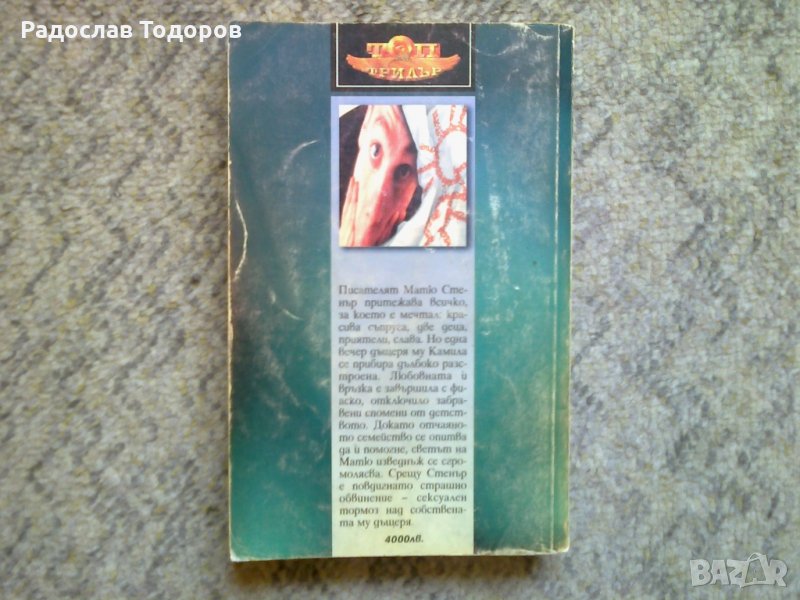 Радослав Тодоров
ТОП
ТРИЛЪР
Писателят Матю Сте-
нър притежава всичко,
за което е мечтал: кра-
сива съпруга, две деца,
приятели, слава. Но една
вечер дъщеря му Камила
се прибира дълбоко разс-
троена. Любовната ѝ
връзка е завършила с фи-
аско, отключило забра-
вени спомени от детст-
вото. Докато отчаяно-
то семейство се опитва
да ѝ помогне, светът на
Матю изведнъж се сгро-
молясва. Срещу Стенър
е повдигнато страшно
обвинение – сексуален
тормоз над собствена-
та му дъщеря.
4000лв.
BAZAR